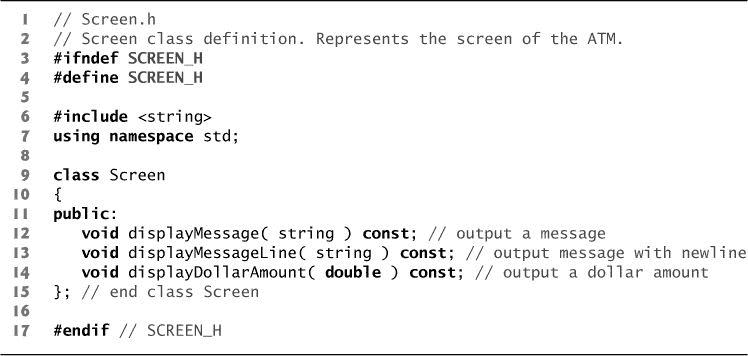 1 // Screen.h
2 // Screen class definition. Represents the screen of the ATM.
3 #ifndef SCREEN_H
4 #define SCREEN_H
5
6 #include <string>
7 using namespace std;
8
9 class Screen
10 {
11 public:
12    void displayMessage( string ) const; // output a message
13    void displayMessageLine( string ) const; // output message with newline
14    void displayDollarAmount( double ) const; // output a dollar amount
15 }; // end class Screen
16
17 #endif // SCREEN_H